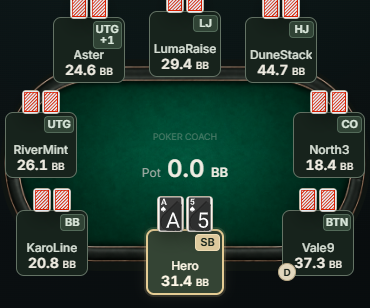 UTG
+1
Aster
24.6 BB
LJ
LumaRaise
29.4 BB
HJ
DuneStack
44.7 BB
UTG
RiverMint
26.1 BB
CO
North3
18.4 BB
POKER COACH
Pot 0.0 BB
BB
KaroLine
20.8 BB
A
A
5
5
SB
Hero
31.4 BB
BTN
Vale9
37.3 BB
D